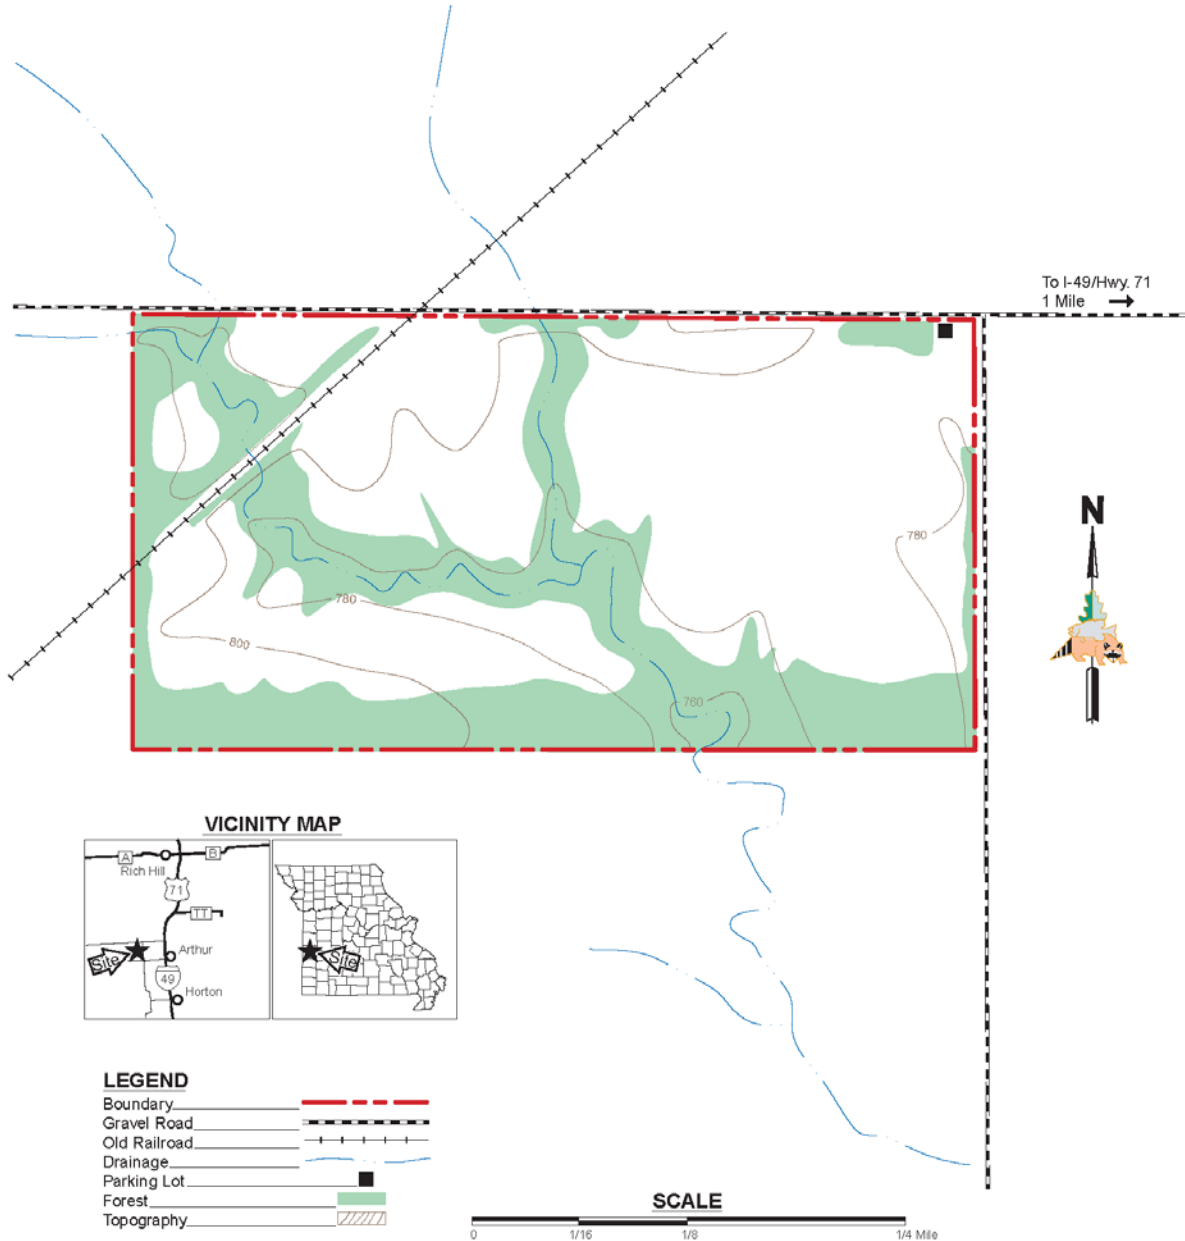 To I-49/Hwy. 71
1 Mile
780
N
780
800
760
VICINITY MAP
A
B
Rich Hill
71
TT
Arthur
Site
49
Horton
Site
LEGEND
Boundary
Gravel Road
Old Railroad
Drainage
Parking Lot
Forest
Topography
SCALE
0 1/16 1/8 1/4 Mile